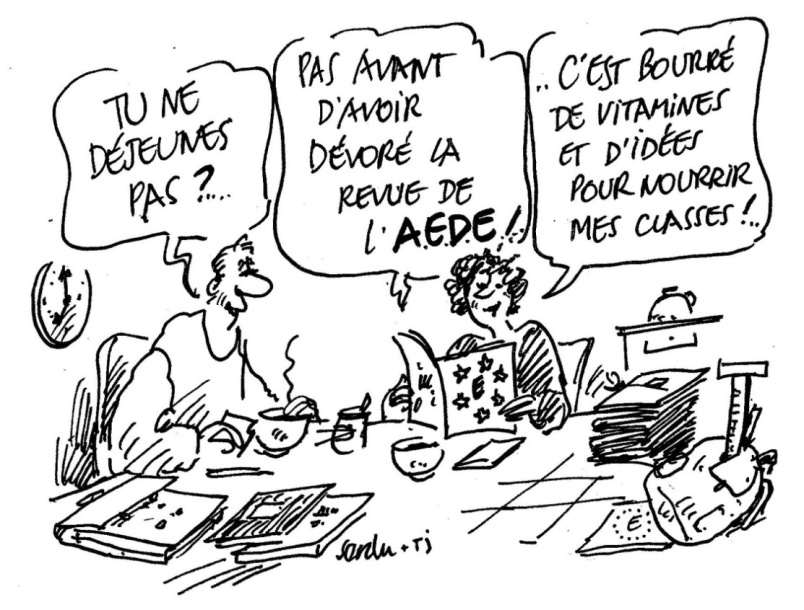 TU NE
DÉJEUNES
PAS ?....
PAS AVANT
D'AVOIR
DÉVORÉ LA
REVUE DE
L'A.E.D.E!..
..C'EST BOURRÉ
DE VITAMINES
ET D'IDÉES
POUR NOURRIR
MES CLASSES!..
E
E